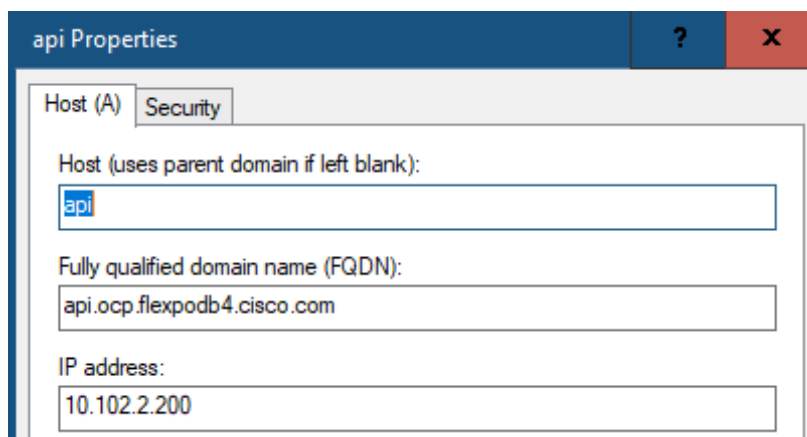 api Properties
? x
Host (A) Security
Host (uses parent domain if left blank):
api
Fully qualified domain name (FQDN):
api.ocp.flexpodb4.cisco.com
IP address:
10.102.2.200